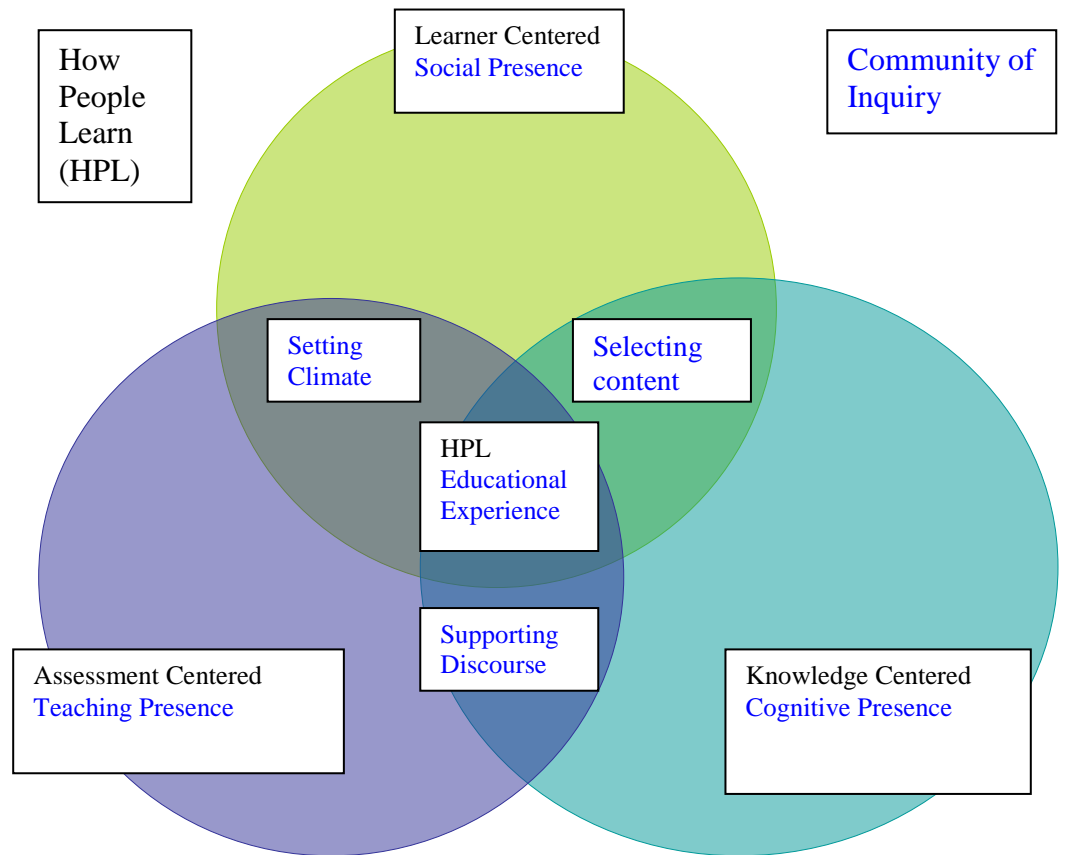 How
People
Learn
(HPL)
Learner Centered
Social Presence
Community of
Inquiry
Setting
Climate
Selecting
content
HPL
Educational
Experience
Supporting
Discourse
Assessment Centered
Teaching Presence
Knowledge Centered
Cognitive Presence